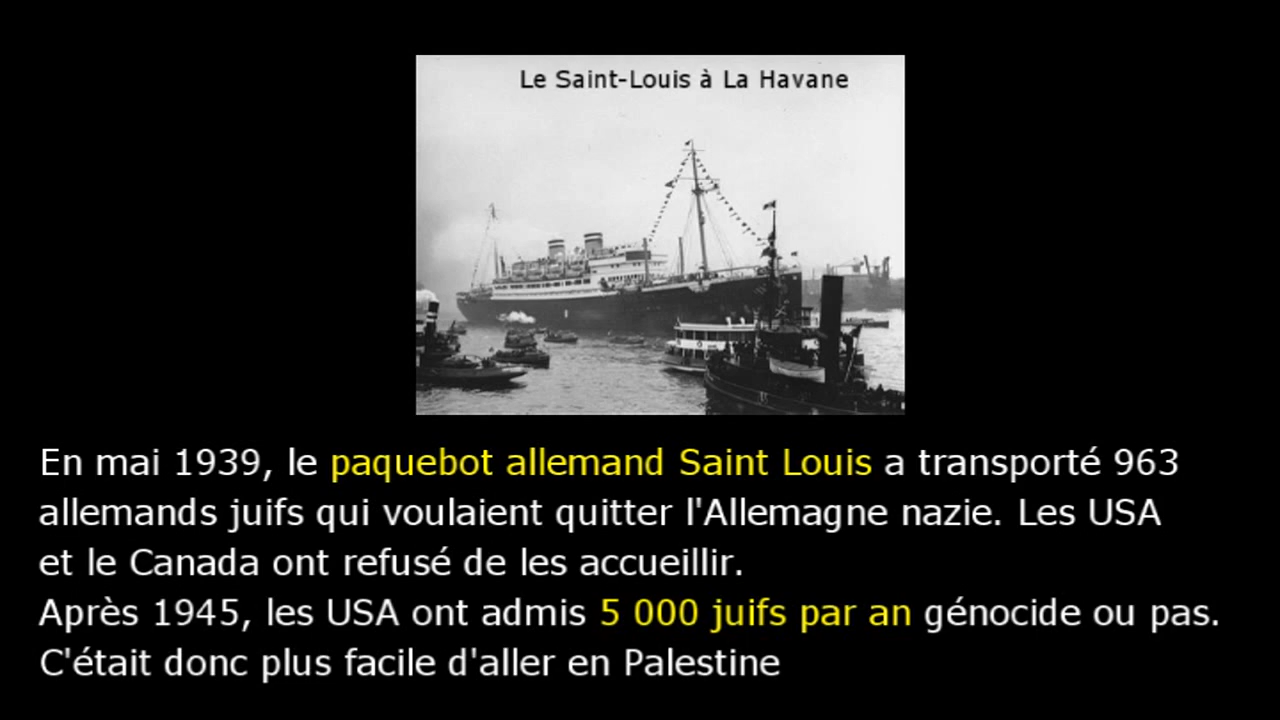 Le Saint-Louis à La Havane
En mai 1939, le paquebot allemand Saint Louis a transporté 963
allemands juifs qui voulaient quitter l'Allemagne nazie. Les USA
et le Canada ont refusé de les accueillir.
Après 1945, les USA ont admis 5 000 juifs par an génocide ou pas.
C'était donc plus facile d'aller en Palestine